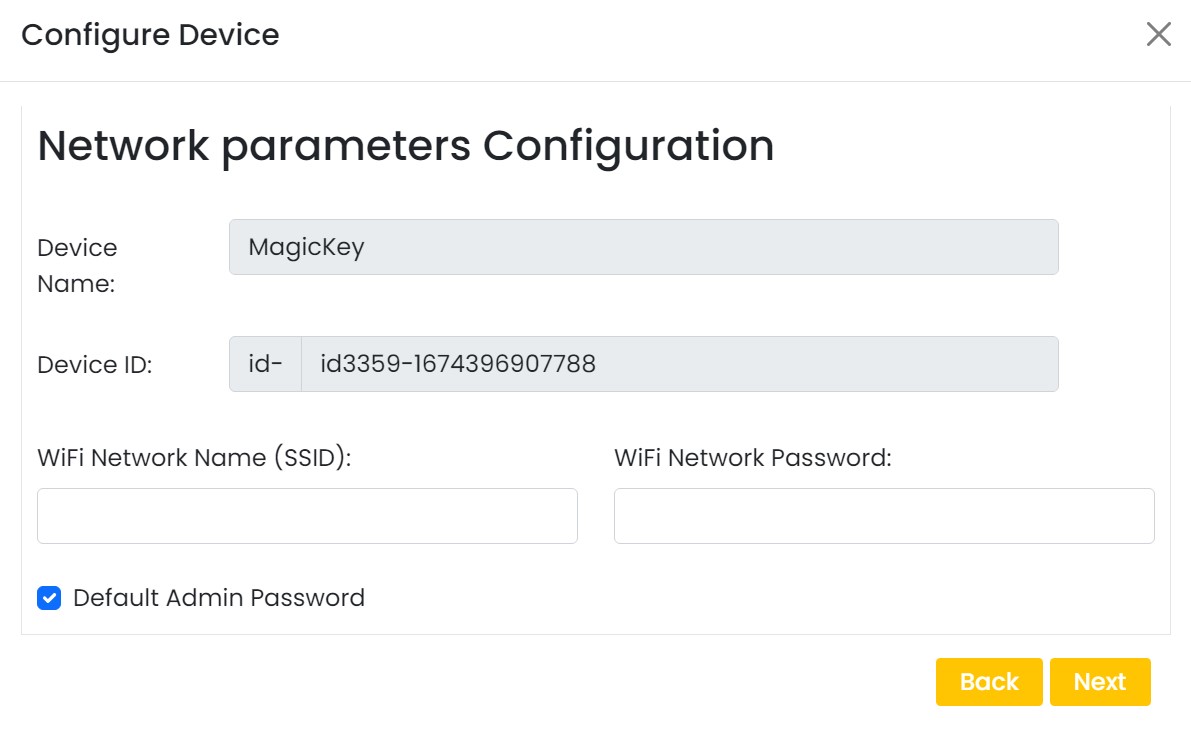 Configure Device
Network parameters Configuration
Device
Name:
MagicKey
Device ID:
id-
id3359-1674396907788
WiFi Network Name (SSID):
WiFi Network Password:
Default Admin Password
Back
Next